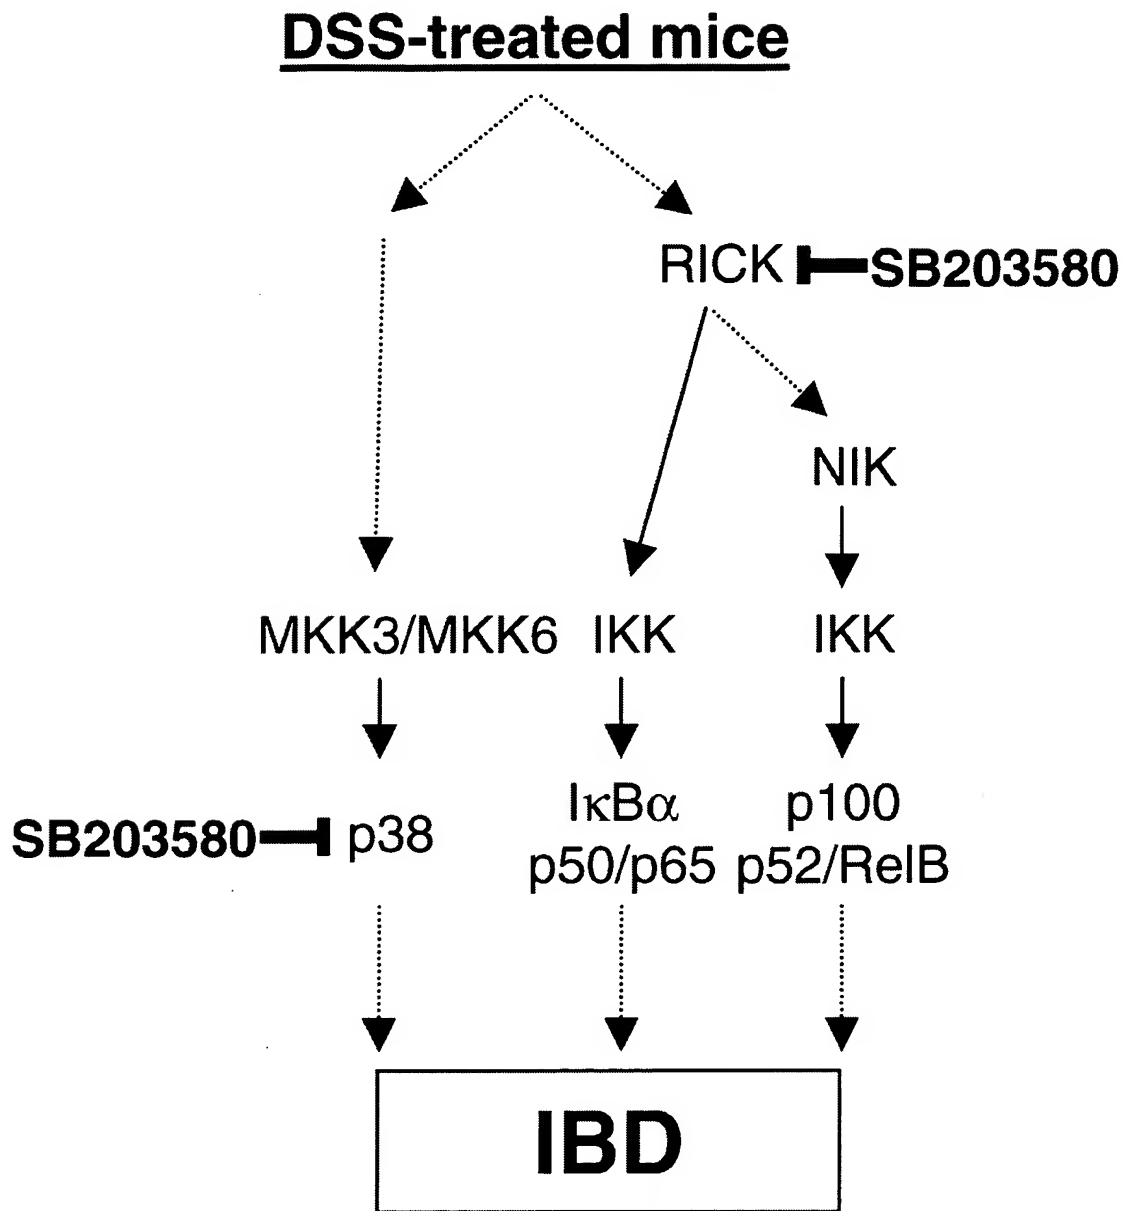 DSS-treated mice
RICK
SB203580
NIK
MKK3/MKK6
IKK
IKK
SB203580
p38
IκBα
p50/p65
p100
p52/RelB
IBD